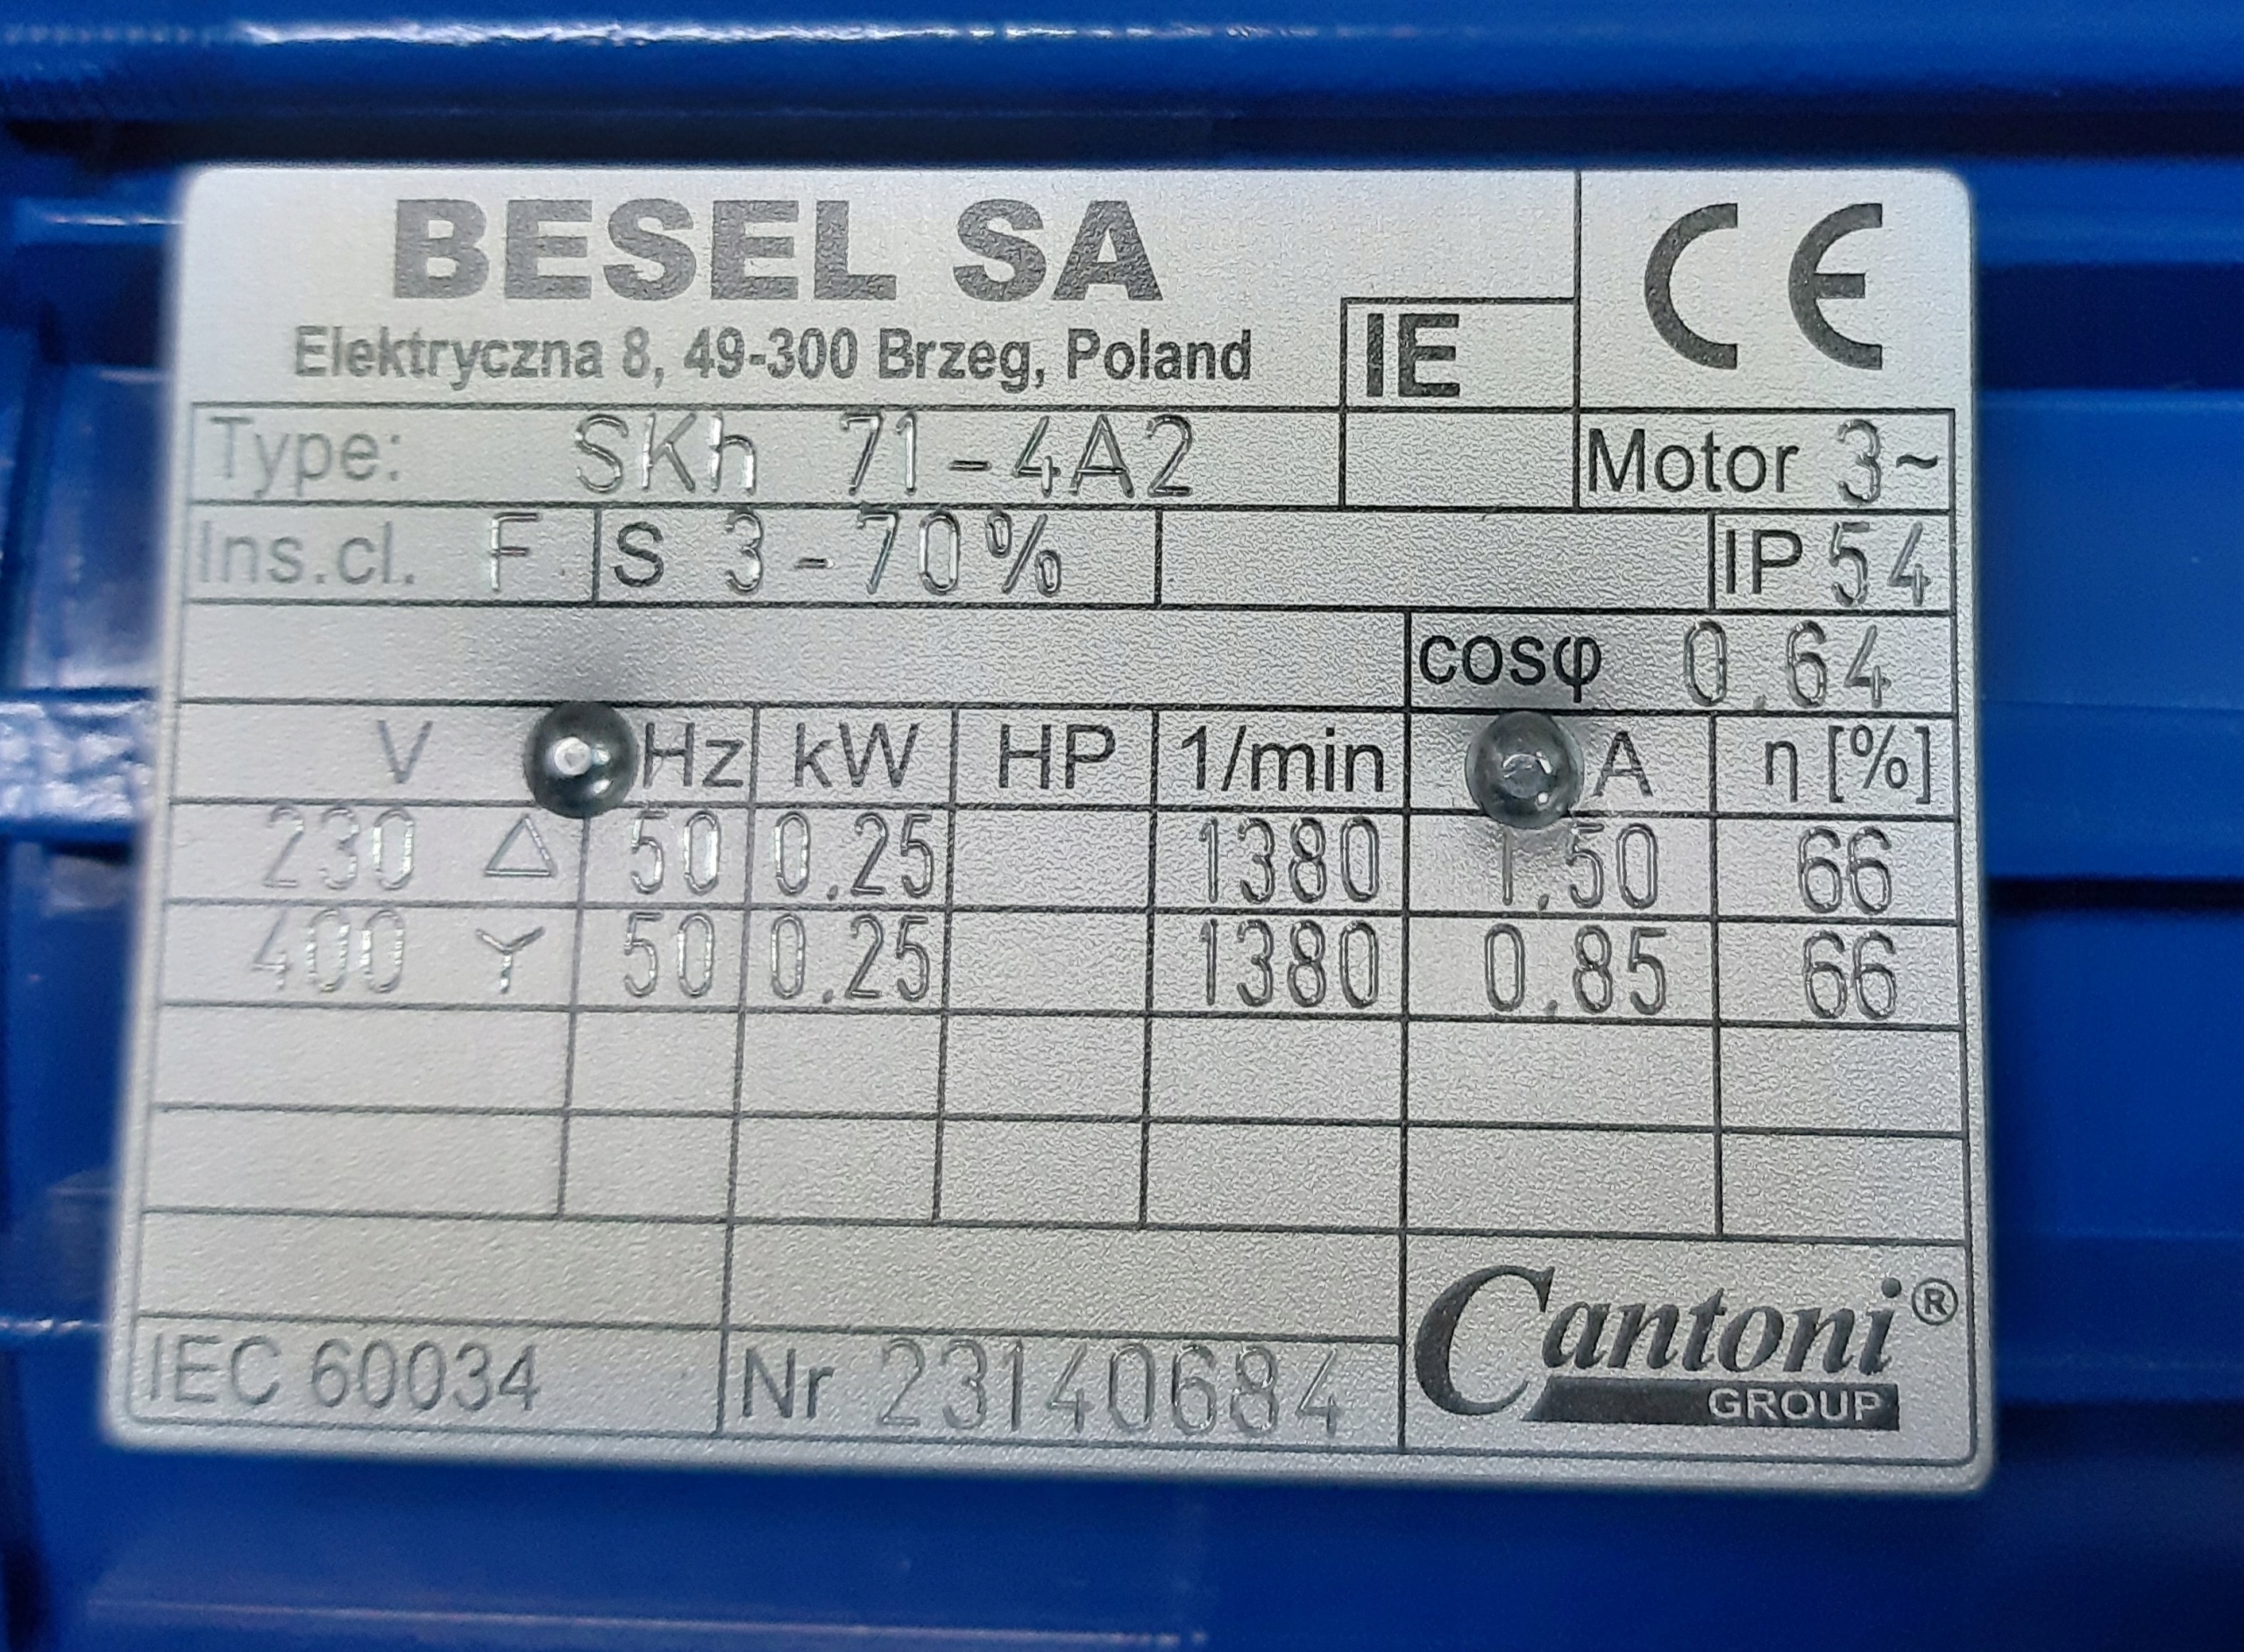 BESEL SA
CE
Elektryczna 8, 49-300 Brzeg, Poland
IE
Type: SKh 71-4A2
Motor 3~
Ins.cl. F S 3-70% IP 54
cosφ 0.64
V Hz kW HP 1/min A η [%]
230 △ 50 0.25 1380 1.50 66
400 Y 50 0.25 1380 0.85 66
Cantoni®
GROUP
IEC 60034 Nr 23140684